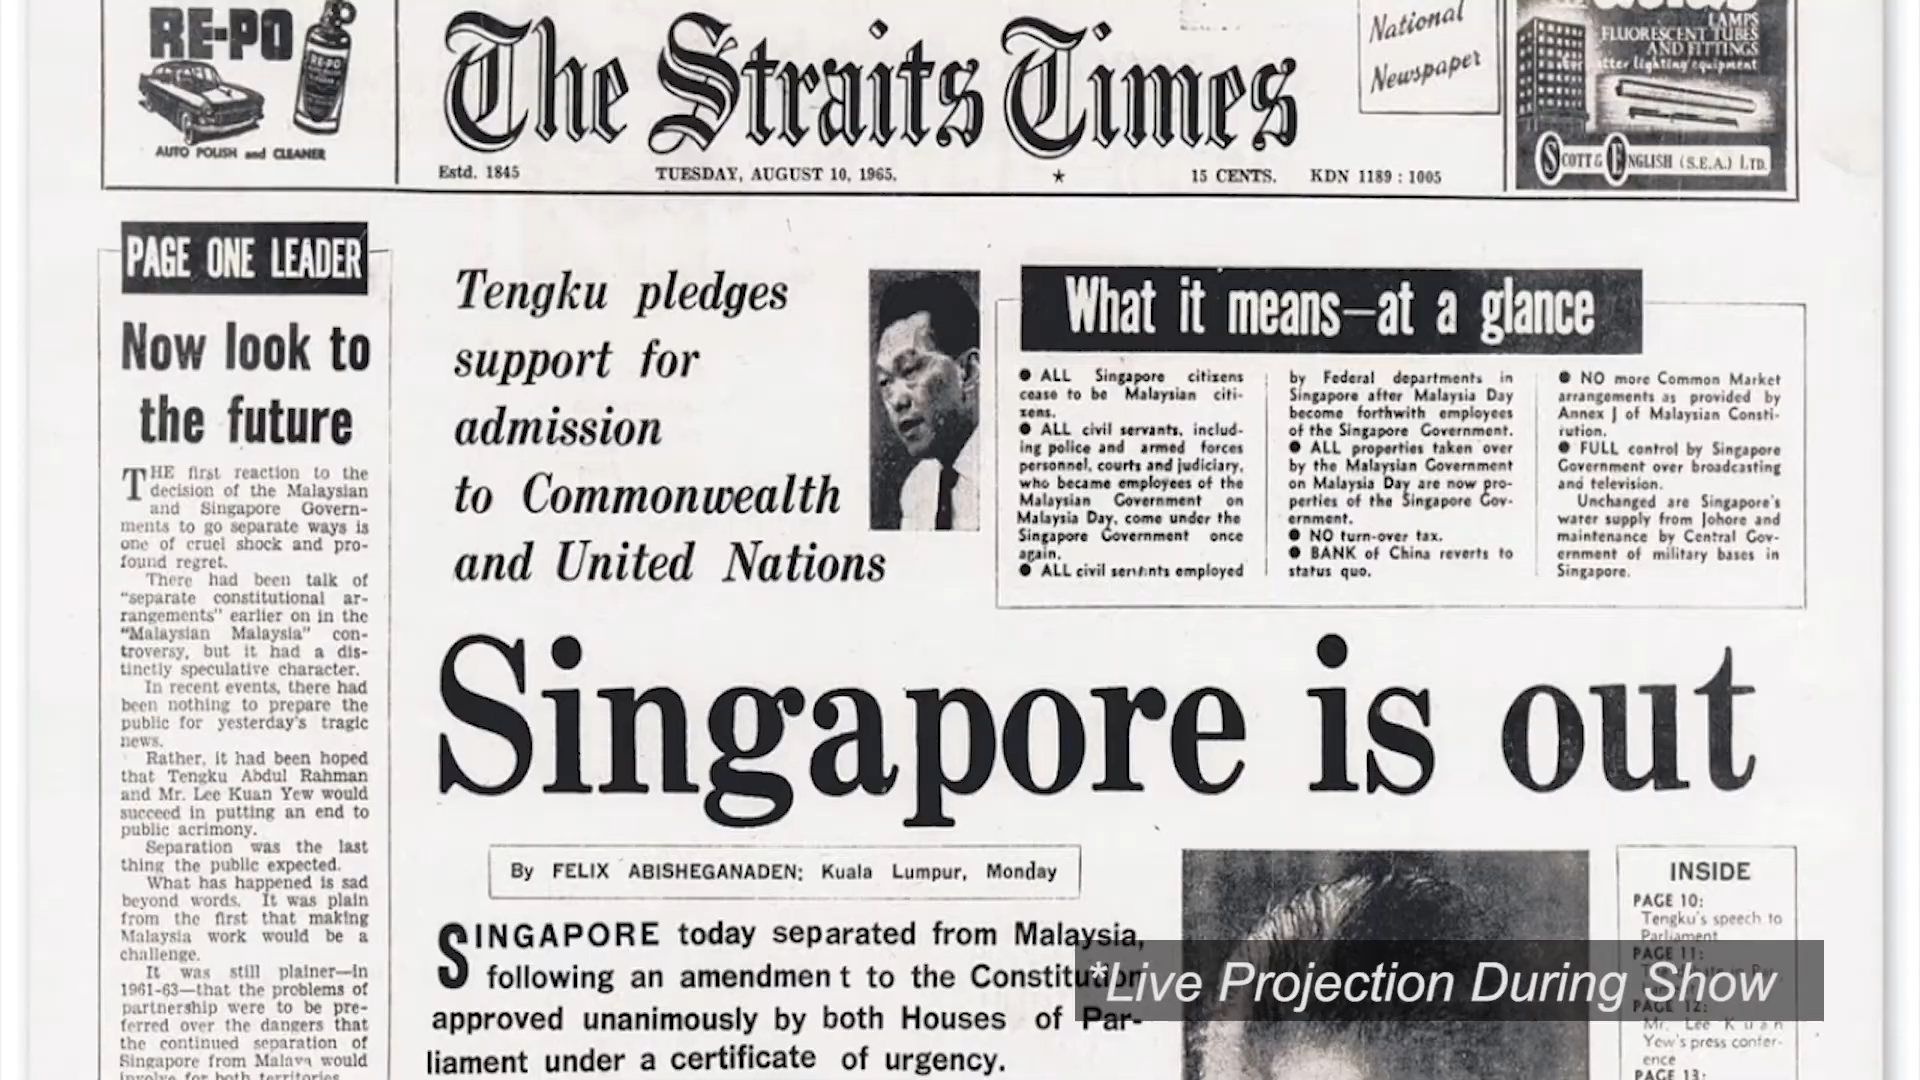 RE-PO
RE-PO
AUTO POLISH and CLEANER
The Straits Times
Estd. 1845
TUESDAY, AUGUST 10, 1965.
15 CENTS.
KDN 1189 : 1005
National
Newspaper
LAMPS
FLUORESCENT TUBES
AND FITTINGS
lighting equipment
SCOTT & ENGLISH (S.E.A.) LTD.
PAGE ONE LEADER
Now look to
the future
THE first reaction to the
decision of the Malaysian
and Singapore Govern-
ments to go separate ways is
one of cruel shock and pro-
found regret.
There had been talk of
"separate constitutional ar-
rangements" earlier on in the
"Malaysian Malaysia" con-
troversy, but it had a dis-
tinctly speculative character.
In recent events, there had
been nothing to prepare the
public for yesterday's tragic
news.
Rather, it had been hoped
that Tengku Abdul Rahman
and Mr. Lee Kuan Yew would
succeed in putting an end to
public acrimony.
Separation was the last
thing the public expected.
What has happened is sad
beyond words. It was plain
from the first that making
Malaysia work would be a
challenge.
It was still plainer—in
1961-63—that the problems of
partnership were to be pre-
ferred over the dangers that
the continued separation of
Singapore from Malaya would
involve for both territories.
Tengku pledges
support for
admission
to Commonwealth
and United Nations
What it means—at a glance
● ALL Singapore citizens
cease to be Malaysian citi-
zens.
● ALL civil servants, includ-
ing police and armed forces
personnel, courts and judiciary,
who became employees of the
Malaysian Government on
Malaysia Day, come under the
Singapore Government once
again.
● ALL civil servants employed
by Federal departments in
Singapore after Malaysia Day
become forthwith employees
of the Singapore Government.
● ALL properties taken over
by the Malaysian Government
on Malaysia Day are now pro-
perties of the Singapore Gov-
ernment.
● NO turn-over tax.
● BANK of China reverts to
status quo.
● NO more Common Market
arrangements as provided by
Annex J of Malaysian Consti-
tution.
● FULL control by Singapore
Government over broadcasting
and television.
Unchanged are Singapore's
water supply from Johore and
maintenance by Central Gov-
ernment of military bases in
Singapore.
Singapore is out
By FELIX ABISHEGANADEN: Kuala Lumpur, Monday
SINGAPORE today separated from Malaysia,
following an amendment to the Constitution
approved unanimously by both Houses of Par-
liament under a certificate of urgency.
INSIDE
PAGE 10:
Tengku's speech to
Parliament
PAGE 11:
PAGE 12:
Mr. Lee Kuan
Yew's press confer-
ence
PAGE 13:
*Live Projection During Show